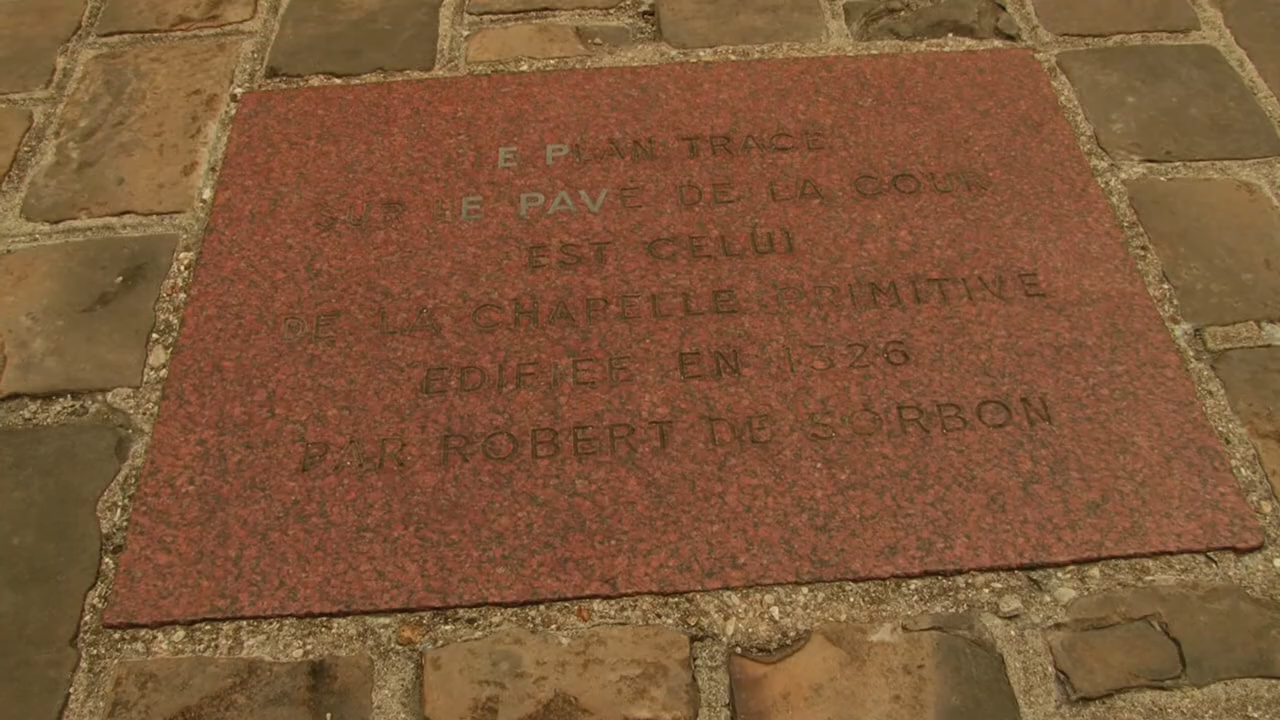 E PLAN TRACE
SUR LE PAVE DE LA COUR
EST CELUI
DE LA CHAPELLE PRIMITIVE
EDIFIEE EN 1326
PAR ROBERT DE SORBON